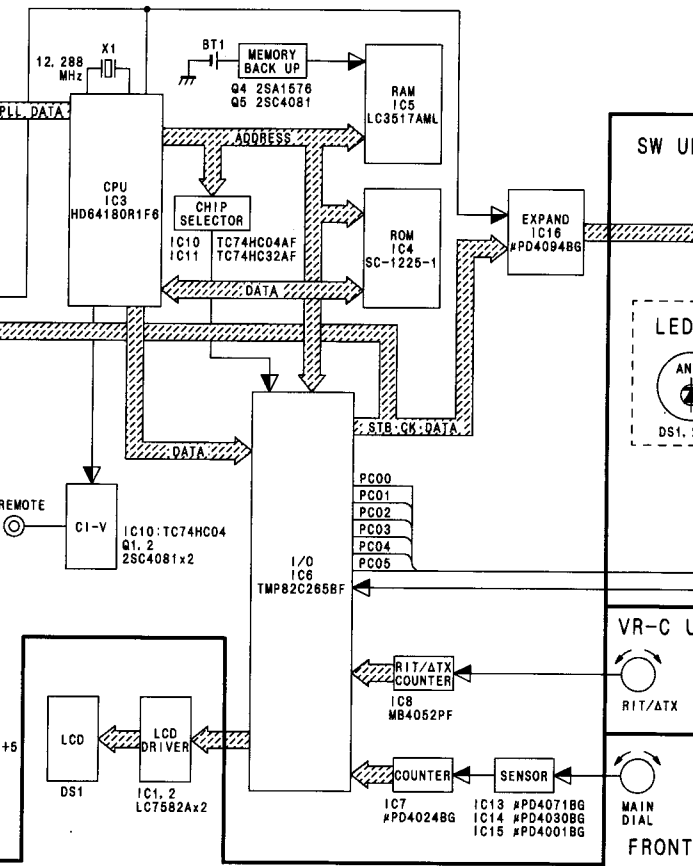 12.288
MHz
X1
BT1
MEMORY
BACK UP
Q4 2SA1576
Q5 2SC4081
RAM
IC5
LC3517AML
PLL DATA
ADDRESS
SW U
CPU
IC3
HD64180R1F6
CHIP
SELECTOR
IC10 TC74HC04AF
IC11 TC74HC32AF
ROM
IC4
SC-1225-1
EXPAND
IC16
μPD4094BG
DATA
LED
AN
DS1,
STB·CK·DATA
DATA
REMOTE
CI-V
IC10:TC74HC04
Q1,2
2SC4081x2
PC00
PC01
PC02
PC03
PC04
PC05
I/O
IC6
TMP82C265BF
VR-C U
RIT/ΔTX
COUNTER
IC8
MB4052PF
RIT/ΔTX
+5
LCD
DS1
LCD
DRIVER
IC1,2
LC7582Ax2
COUNTER
IC7
μPD4024BG
SENSOR
IC13 μPD4071BG
IC14 μPD4030BG
IC15 μPD4001BG
MAIN
DIAL
FRONT